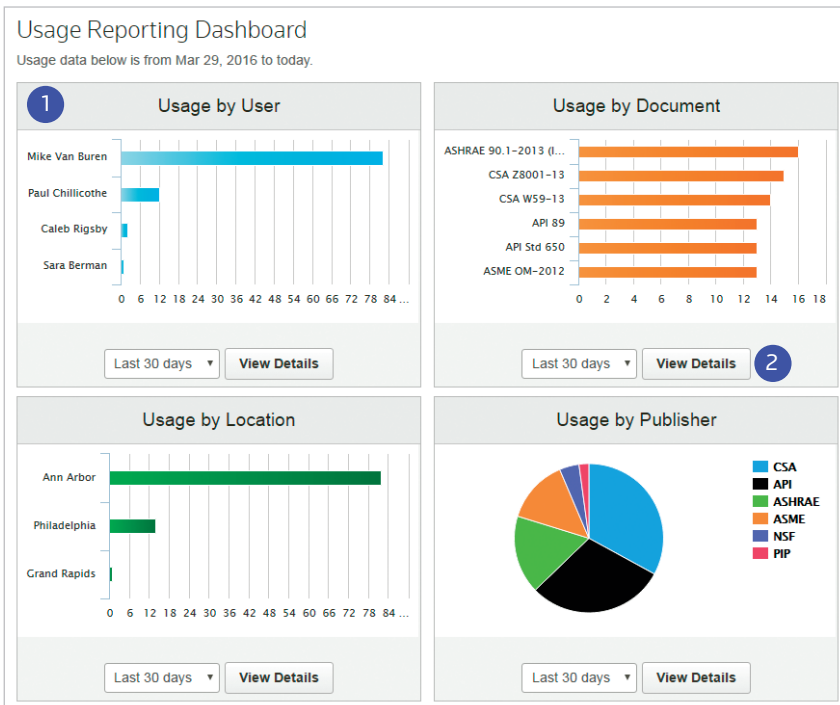 Usage Reporting Dashboard
Usage data below is from Mar 29, 2016 to today.
1
Usage by User
Mike Van Buren
Paul Chillicothe
Caleb Rigsby
Sara Berman
0 6 12 18 24 30 36 42 48 54 60 66 72 78 84 ...
Last 30 days ▼ View Details
Usage by Document
ASHRAE 90.1-2013 (I...
CSA Z8001-13
CSA W59-13
API 89
API Std 650
ASME OM-2012
0 2 4 6 8 10 12 14 16 18
Last 30 days ▼ View Details 2
Usage by Location
Ann Arbor
Philadelphia
Grand Rapids
0 6 12 18 24 30 36 42 48 54 60 66 72 78 84 ...
Last 30 days ▼ View Details
Usage by Publisher
CSA
API
ASHRAE
ASME
NSF
PIP
Last 30 days ▼ View Details